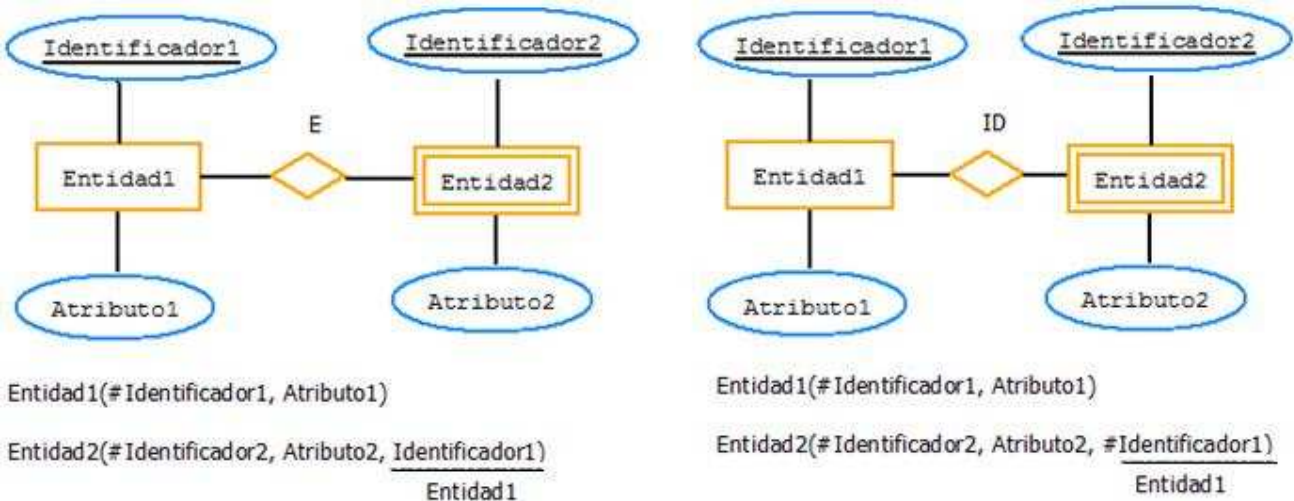 Identificador1
Identificador2
E
Entidad1
Entidad2
Atributo1
Atributo2
Entidad1(#Identificador1, Atributo1)
Entidad2(#Identificador2, Atributo2, Identificador1)
Entidad1
Identificador1
Identificador2
ID
Entidad1
Entidad2
Atributo1
Atributo2
Entidad1(#Identificador1, Atributo1)
Entidad2(#Identificador2, Atributo2, #Identificador1)
Entidad1